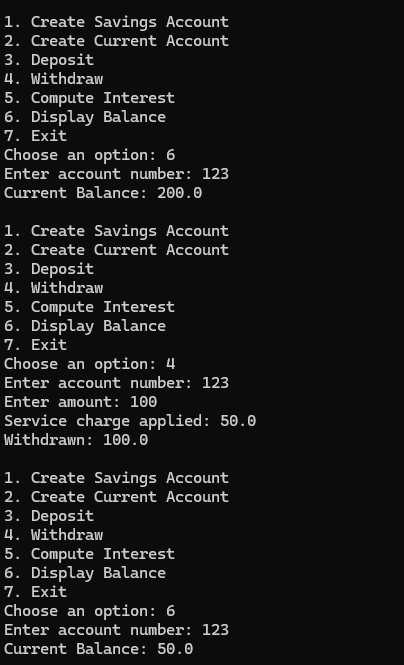 1. Create Savings Account
2. Create Current Account
3. Deposit
4. Withdraw
5. Compute Interest
6. Display Balance
7. Exit
Choose an option: 6
Enter account number: 123
Current Balance: 200.0

1. Create Savings Account
2. Create Current Account
3. Deposit
4. Withdraw
5. Compute Interest
6. Display Balance
7. Exit
Choose an option: 4
Enter account number: 123
Enter amount: 100
Service charge applied: 50.0
Withdrawn: 100.0

1. Create Savings Account
2. Create Current Account
3. Deposit
4. Withdraw
5. Compute Interest
6. Display Balance
7. Exit
Choose an option: 6
Enter account number: 123
Current Balance: 50.0